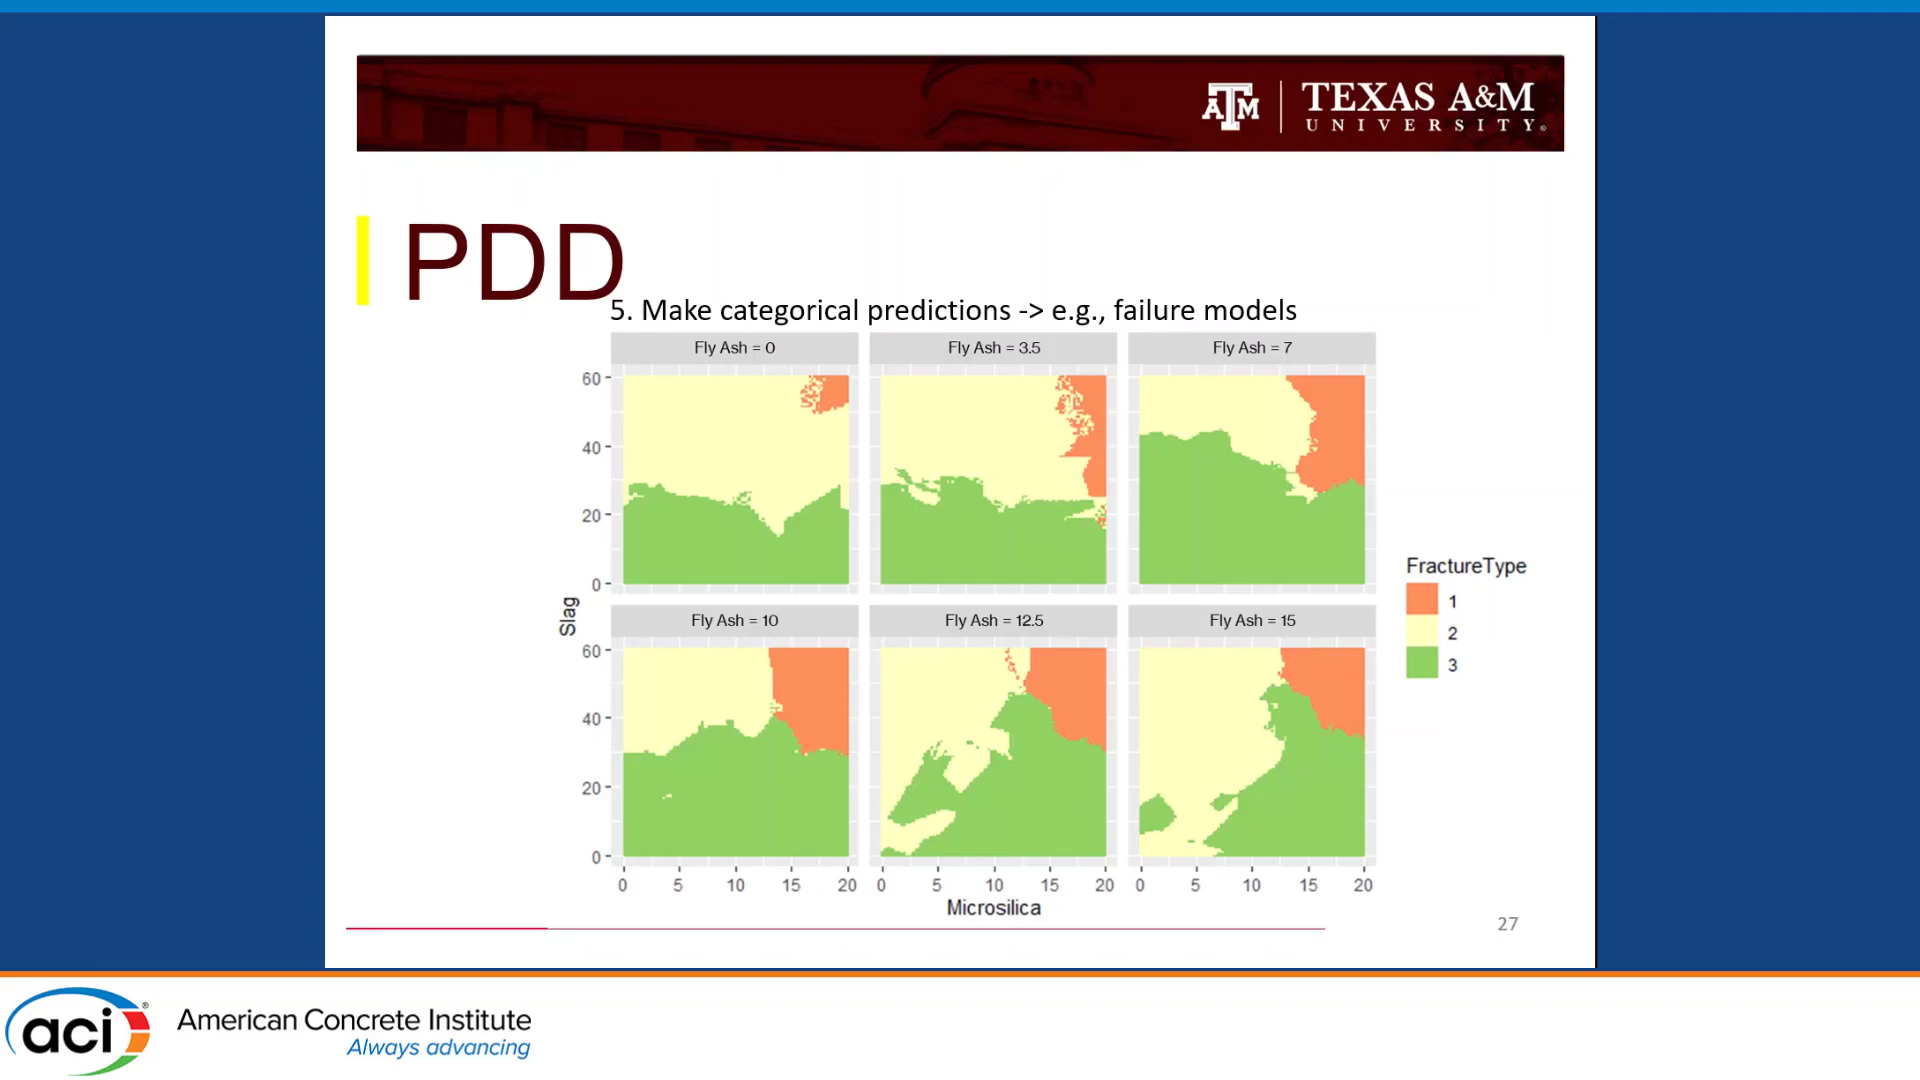 TEXAS A&M
UNIVERSITY®
PDD
5. Make categorical predictions -> e.g., failure models
Fly Ash = 0
Fly Ash = 3.5
Fly Ash = 7
60
40
20
0
Slag
Fly Ash = 10
Fly Ash = 12.5
Fly Ash = 15
60
40
20
0
0 5 10 15 20
0 5 10 15 20
0 5 10 15 20
Microsilica
FractureType
1
2
3
27
aci®
American Concrete Institute
Always advancing